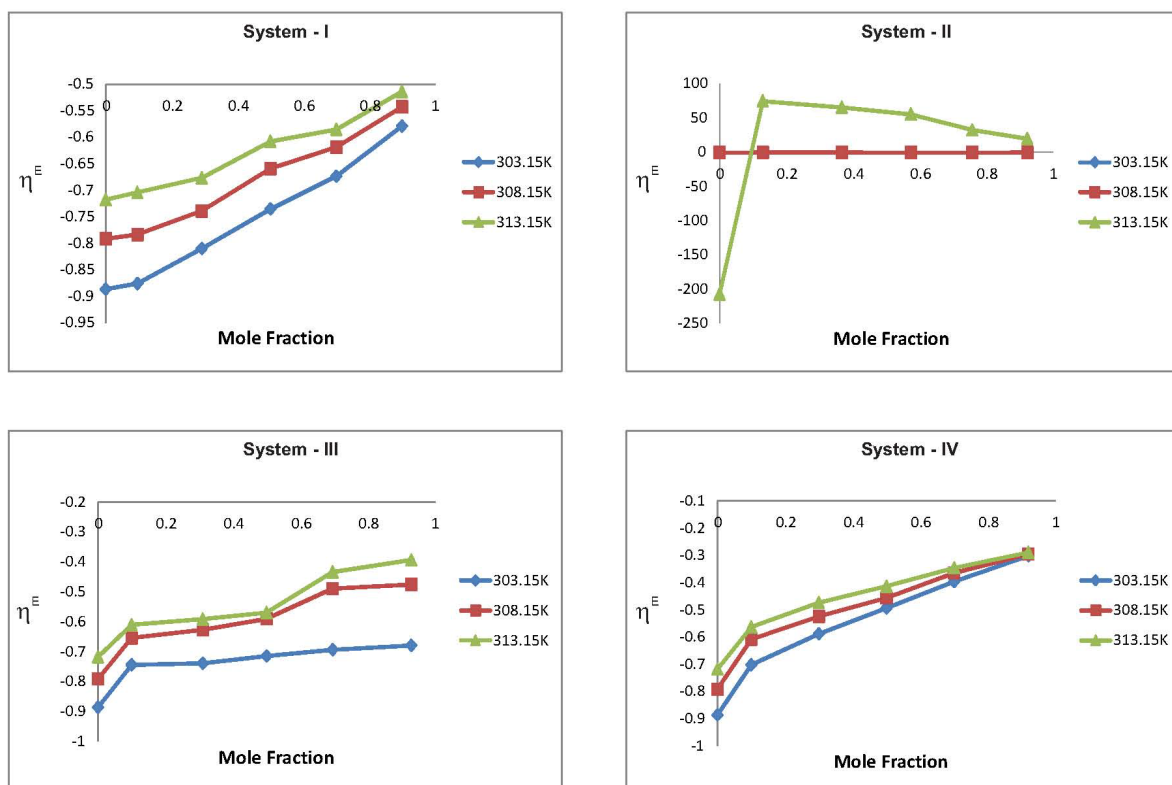 System - I
-0.5
-0.55
-0.6
-0.65
-0.7
-0.75
-0.8
-0.85
-0.9
-0.95
0 0.2 0.4 0.6 0.8 1
ηᴱ
Mole Fraction
303.15K
308.15K
313.15K
System - II
100
50
0
-50
-100
-150
-200
-250
0 0.2 0.4 0.6 0.8 1
ηᴱ
Mole Fraction
303.15K
308.15K
313.15K
System - III
-0.2
-0.3
-0.4
-0.5
-0.6
-0.7
-0.8
-0.9
-1
0 0.2 0.4 0.6 0.8 1
ηᴱ
Mole Fraction
303.15K
308.15K
313.15K
System - IV
-0.1
-0.2
-0.3
-0.4
-0.5
-0.6
-0.7
-0.8
-0.9
-1
0 0.2 0.4 0.6 0.8 1
ηᴱ
Mole Fraction
303.15K
308.15K
313.15K